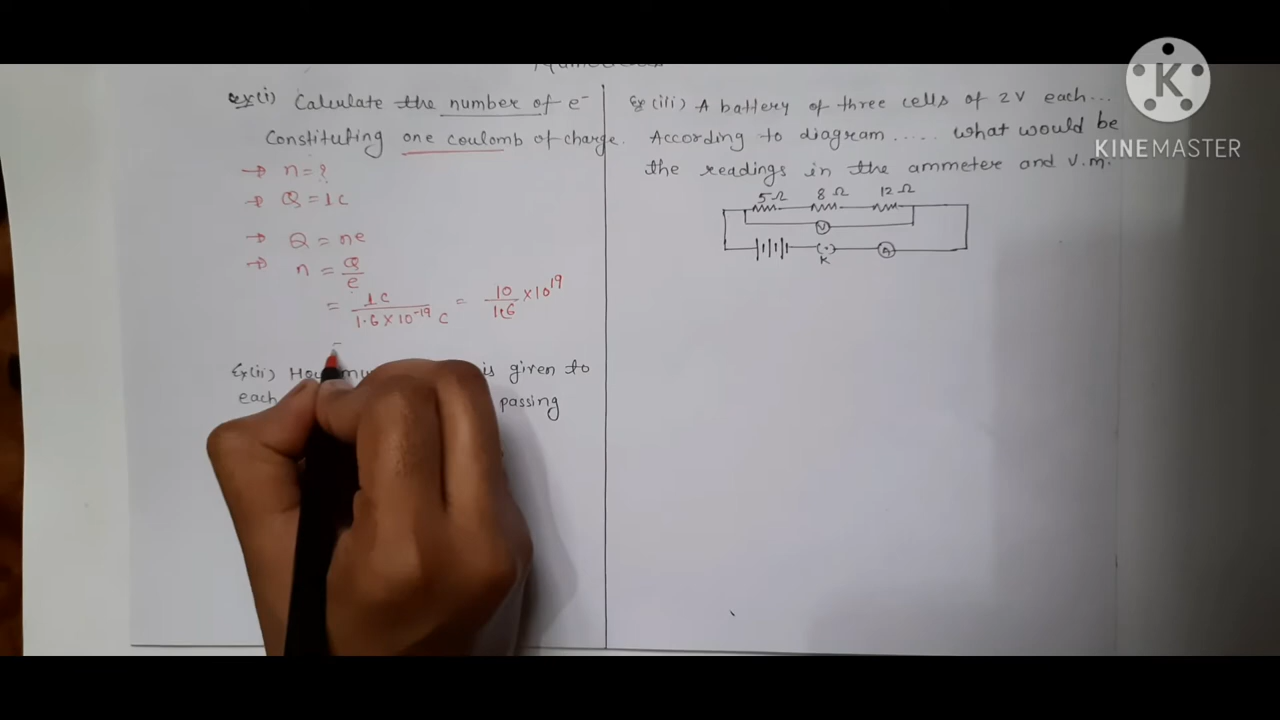 Ex(i) Calculate the number of e⁻
Constituting one coulomb of charge.
→ n = ?
→ Q = 1C
→ Q = ne
→ n = Q/e
= 1C / 1.6 × 10⁻¹⁹ C = 10/1.6 × 10¹⁹
=
Ex(ii) How is given to
each passing
Ex (iii) A battery of three cells of 2V each...
According to diagram ..... what would be
the readings in the ammeter and V.m.
5Ω 8Ω 12Ω
V
K A
K
KINEMASTER